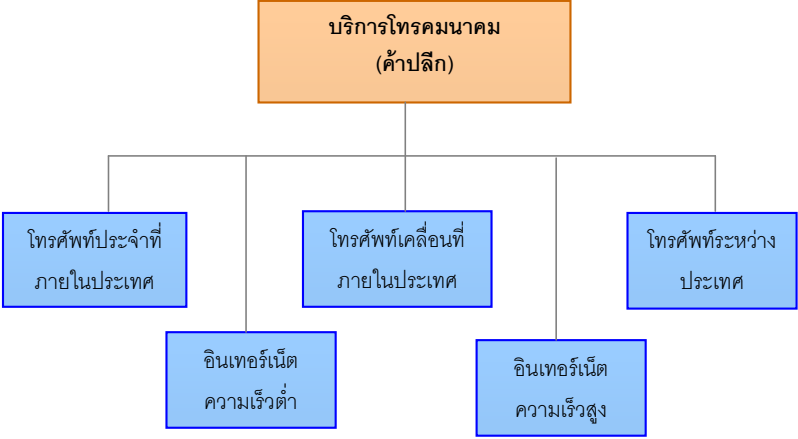 บริการโทรคมนาคม
(ค้าปลีก)
โทรศัพท์ประจำที่
ภายในประเทศ
โทรศัพท์เคลื่อนที่
ภายในประเทศ
โทรศัพท์ระหว่าง
ประเทศ
อินเทอร์เน็ต
ความเร็วต่ำ
อินเทอร์เน็ต
ความเร็วสูง